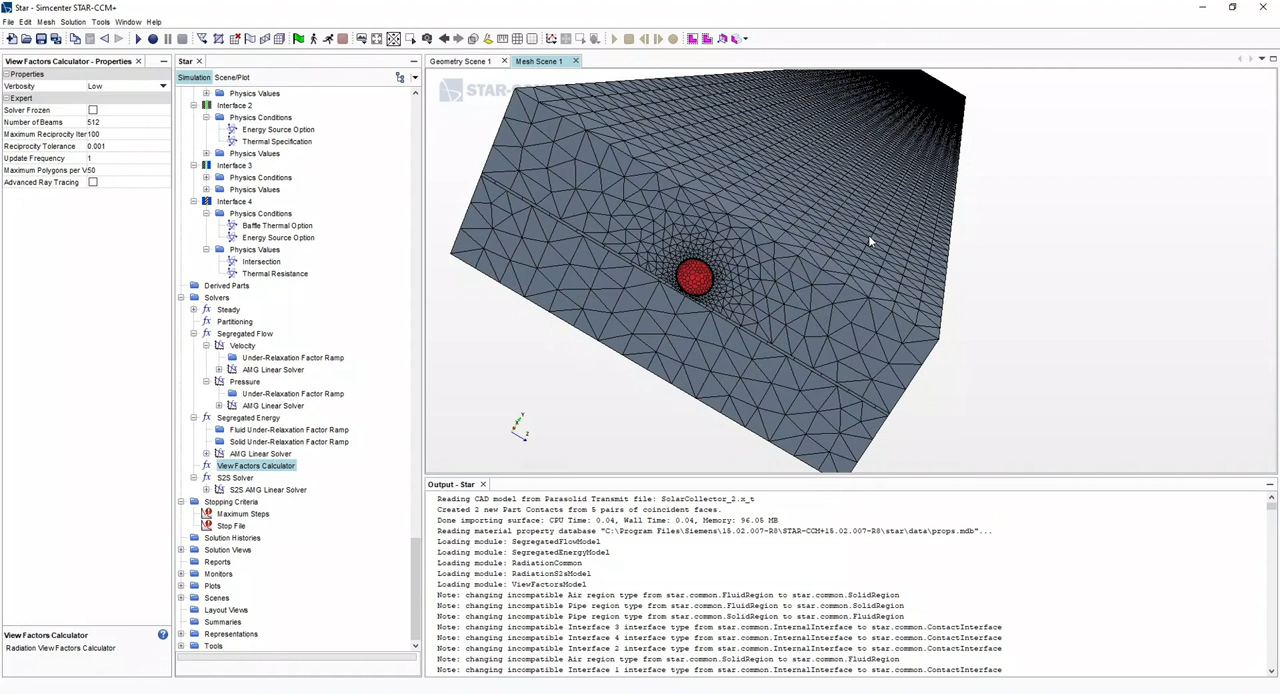 Star - Simcenter STAR-CCM+
File Edit Mesh Solution Tools Window Help
View Factors Calculator - Properties
Properties
Verbosity Low
Expert
Solver Frozen
Number of Beams 512
Maximum Reciprocity Iter 100
Reciprocity Tolerance 0.001
Update Frequency 1
Maximum Polygons per V 50
Advanced Ray Tracing
View Factors Calculator
Radiation View Factors Calculator
Star
Simulation Scene/Plot
Physics Values
Interface 2
Physics Conditions
Energy Source Option
Thermal Specification
Physics Values
Interface 3
Physics Conditions
Physics Values
Interface 4
Physics Conditions
Baffle Thermal Option
Energy Source Option
Physics Values
Intersection
Thermal Resistance
Derived Parts
Solvers
Steady
Partitioning
Segregated Flow
Velocity
Under-Relaxation Factor Ramp
AMG Linear Solver
Pressure
Under-Relaxation Factor Ramp
AMG Linear Solver
Segregated Energy
Fluid Under-Relaxation Factor Ramp
Solid Under-Relaxation Factor Ramp
AMG Linear Solver
View Factors Calculator
S2S Solver
S2S AMG Linear Solver
Stopping Criteria
Maximum Steps
Stop File
Solution Histories
Solution Views
Reports
Monitors
Plots
Scenes
Layout Views
Summaries
Representations
Tools
Geometry Scene 1 Mesh Scene 1
STAR-C
Y
Z
Output - Star
Reading CAD model from Parasolid Transmit file: SolarCollector_2.x_t
Created 2 new Part Contacts from 5 pairs of coincident faces.
Done importing surface: CPU Time: 0.04, Wall Time: 0.04, Memory: 96.05 MB
Reading material property database "C:\Program Files\Siemens\15.02.007-R8\STAR-CCM+15.02.007-R8\star\data\props.mdb"...
Loading module: SegregatedFlowModel
Loading module: SegregatedEnergyModel
Loading module: RadiationCommon
Loading module: RadiationS2sModel
Loading module: ViewFactorsModel
Note: changing incompatible Air region type from star.common.FluidRegion to star.common.SolidRegion
Note: changing incompatible Pipe region type from star.common.FluidRegion to star.common.SolidRegion
Note: changing incompatible Pipe region type from star.common.SolidRegion to star.common.FluidRegion
Note: changing incompatible Interface 3 interface type from star.common.InternalInterface to star.common.ContactInterface
Note: changing incompatible Interface 4 interface type from star.common.InternalInterface to star.common.ContactInterface
Note: changing incompatible Interface 2 interface type from star.common.InternalInterface to star.common.ContactInterface
Note: changing incompatible Air region type from star.common.SolidRegion to star.common.FluidRegion
Note: changing incompatible Interface 1 interface type from star.common.InternalInterface to star.common.ContactInterface